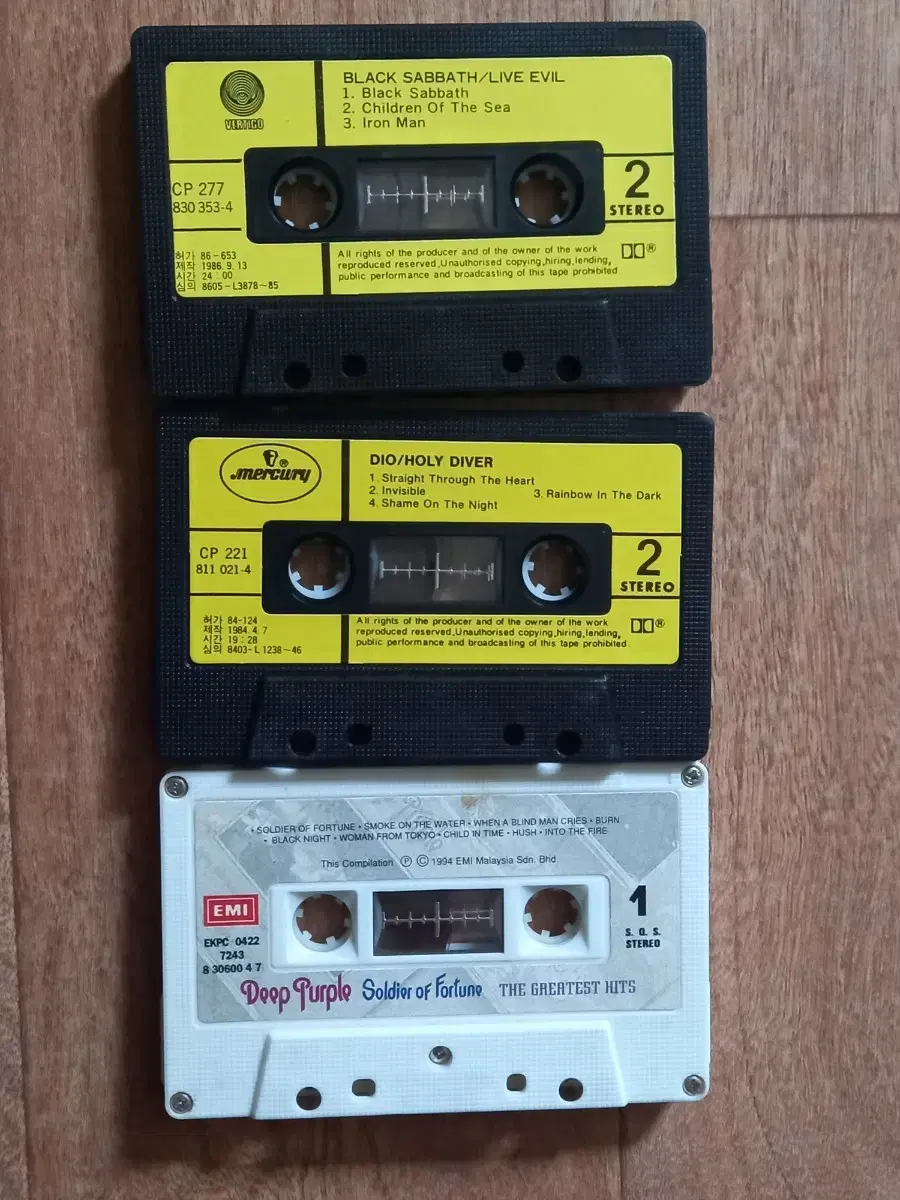 BLACK SABBATH/LIVE EVIL
1. Black Sabbath
2. Children Of The Sea
3. Iron Man
VERTIGO
CP 277
830 353-4
2
STEREO
허가 86-653
제작 1986. 9. 13
시간 24 : 00
심의 8605-L3878~85
All rights of the producer and of the owner of the work
reproduced reserved,Unauthorised copying,hiring,lending,
public performance and broadcasting of this tape prohibited
®
mercury ®
DIO/HOLY DIVER
1. Straight Through The Heart
2. Invisible 3. Rainbow In The Dark
4. Shame On The Night
CP 221
811 021-4
2
STEREO
허가 84-124
제작 1984. 4. 7
시간 19 : 28
심의 8403-L1238~46
All rights of the producer and of the owner of the work
reproduced reserved,Unauthorised copying,hiring,lending,
public performance and broadcasting of this tape prohibited
®
• SOLDIER OF FORTUNE • SMOKE ON THE WATER • WHEN A BLIND MAN CRIES • BURN
• BLACK NIGHT • WOMAN FROM TOKYO • CHILD IN TIME • HUSH • INTO THE FIRE
This Compilation ℗ © 1994 EMI Malaysia Sdn. Bhd.
EMI
EKPC 0422
7243
8 30600 4 7
1
S. O. S.
STEREO
Deep Purple Soldier of Fortune THE GREATEST HITS